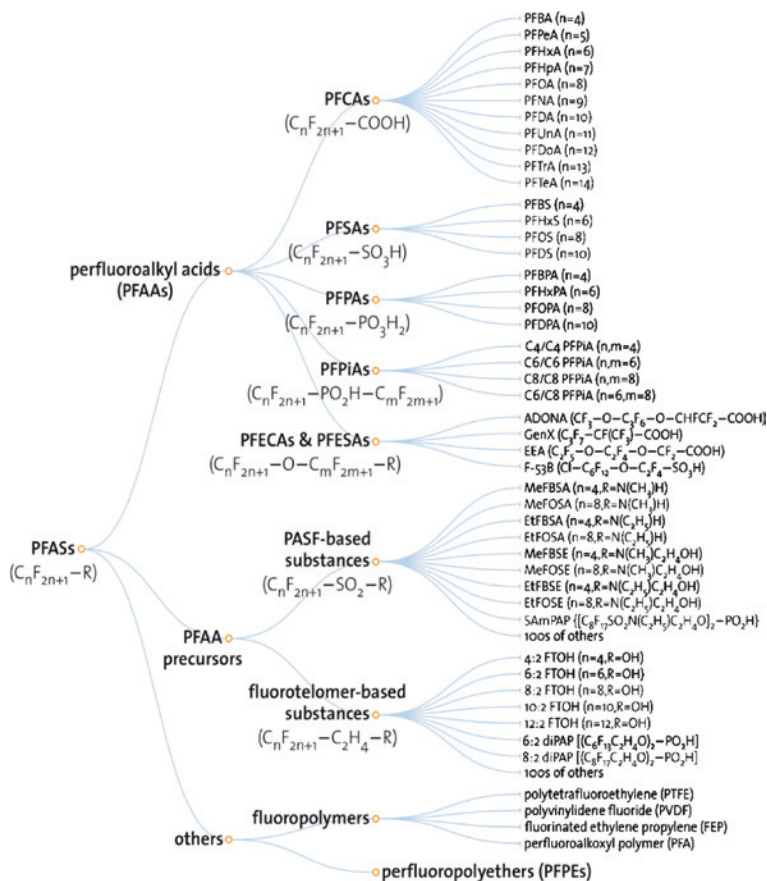 PFASs
(CₙF₂ₙ₊₁–R)
perfluoroalkyl acids
(PFAAs)
PFCAs
(CₙF₂ₙ₊₁–COOH)
PFBA (n=4)
PFPeA (n=5)
PFHxA (n=6)
PFHpA (n=7)
PFOA (n=8)
PFNA (n=9)
PFDA (n=10)
PFUnA (n=11)
PFDoA (n=12)
PFTrA (n=13)
PFTeA (n=14)
PFSAs
(CₙF₂ₙ₊₁–SO₃H)
PFBS (n=4)
PFHxS (n=6)
PFOS (n=8)
PFDS (n=10)
PFPAs
(CₙF₂ₙ₊₁–PO₃H₂)
PFBPA (n=4)
PFHxPA (n=6)
PFOPA (n=8)
PFDPA (n=10)
PFPiAs
(CₙF₂ₙ₊₁–PO₂H–CₘF₂ₘ₊₁)
C4/C4 PFPiA (n,m=4)
C6/C6 PFPiA (n,m=6)
C8/C8 PFPiA (n,m=8)
C6/C8 PFPiA (n=6,m=8)
PFECAs & PFESAs
(CₙF₂ₙ₊₁–O–CₘF₂ₘ₊₁–R)
ADONA (CF₃–O–C₃F₆–O–CHFCF₂–COOH)
GenX (C₃F₇–CF(CF₃)–COOH)
EEA (C₂F₅–O–C₂F₄–O–CF₂–COOH)
F-53B (Cl–C₆F₁₂–O–C₂F₄–SO₃H)
PFAA
precursors
PASF-based
substances
(CₙF₂ₙ₊₁–SO₂–R)
MeFBSA (n=4,R=N(CH₃)H)
MeFOSA (n=8,R=N(CH₃)H)
EtFBSA (n=4,R=N(C₂H₅)H)
EtFOSA (n=8,R=N(C₂H₅)H)
MeFBSE (n=4,R=N(CH₃)C₂H₄OH)
MeFOSE (n=8,R=N(CH₃)C₂H₄OH)
EtFBSE (n=4,R=N(C₂H₅)C₂H₄OH)
EtFOSE (n=8,R=N(C₂H₅)C₂H₄OH)
SAmPAP {[C₈F₁₇SO₂N(C₂H₅)C₂H₄O]₂–PO₂H}
100s of others
fluorotelomer-based
substances
(CₙF₂ₙ₊₁–C₂H₄–R)
4:2 FTOH (n=4,R=OH)
6:2 FTOH (n=6,R=OH)
8:2 FTOH (n=8,R=OH)
10:2 FTOH (n=10,R=OH)
12:2 FTOH (n=12,R=OH)
6:2 diPAP [(C₆F₁₃C₂H₄O)₂–PO₂H]
8:2 diPAP [(C₈F₁₇C₂H₄O)₂–PO₂H]
100s of others
others
fluoropolymers
polytetrafluoroethylene (PTFE)
polyvinylidene fluoride (PVDF)
fluorinated ethylene propylene (FEP)
perfluoroalkoxyl polymer (PFA)
perfluoropolyethers (PFPEs)